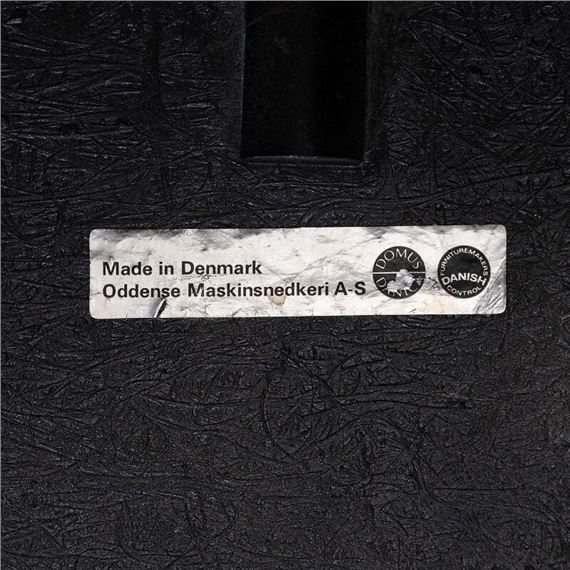 Made in Denmark
Oddense Maskinsnedkeri A-S
DOMUS
DANICA
FURNITUREMAKERS
DANISH
CONTROL